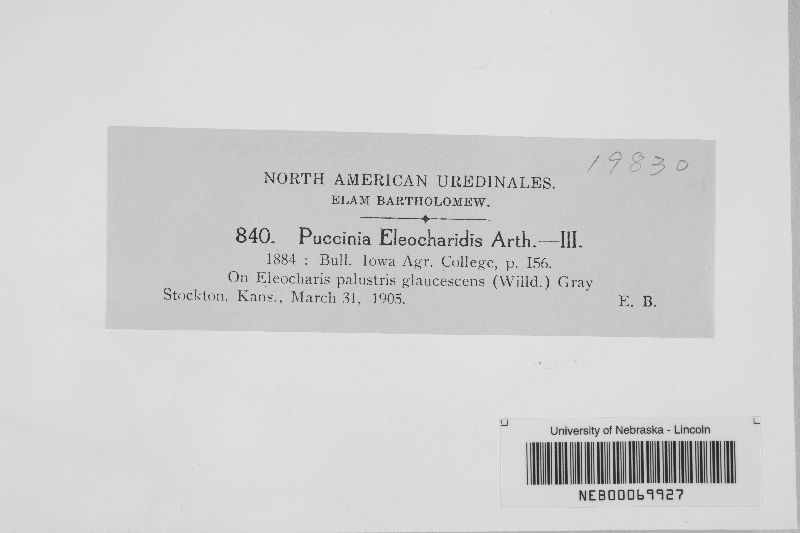 19830
NORTH AMERICAN UREDINALES.
ELAM BARTHOLOMEW.
840. Puccinia Eleocharidis Arth.—III.
1884 : Bull. Iowa Agr. College, p. 156.
On Eleocharis palustris glaucescens (Willd.) Gray
Stockton, Kans., March 31, 1905. E. B.
University of Nebraska - Lincoln
NEB00069927